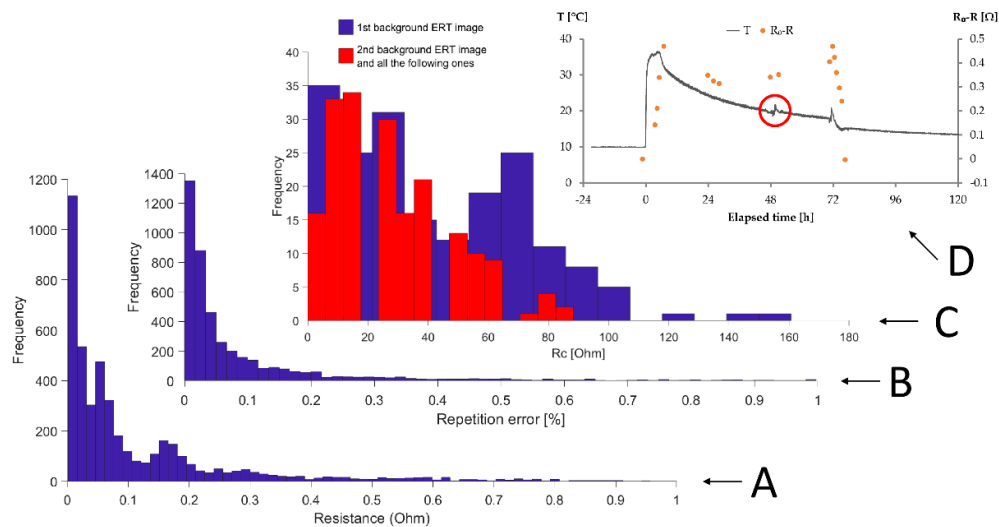 1st background ERT image
2nd background ERT image
and all the following ones
40
35
30
25
20
15
10
5
0
Frequency
0 20 40 60 80 100 120 140 160 180
Rc [Ohm]
C
T [°C]
R₀-R [Ω]
T R₀-R
40
30
20
10
0
0.5
0.4
0.3
0.2
0.1
0
-0.1
-24 0 24 48 72 96 120
Elapsed time [h]
D
1400
1200
1000
800
600
400
200
0
Frequency
0 0.1 0.2 0.3 0.4 0.5 0.6 0.7 0.8 0.9 1
Repetition error [%]
B
1200
1000
800
600
400
200
0
Frequency
0 0.1 0.2 0.3 0.4 0.5 0.6 0.7 0.8 0.9 1
Resistance (Ohm)
A